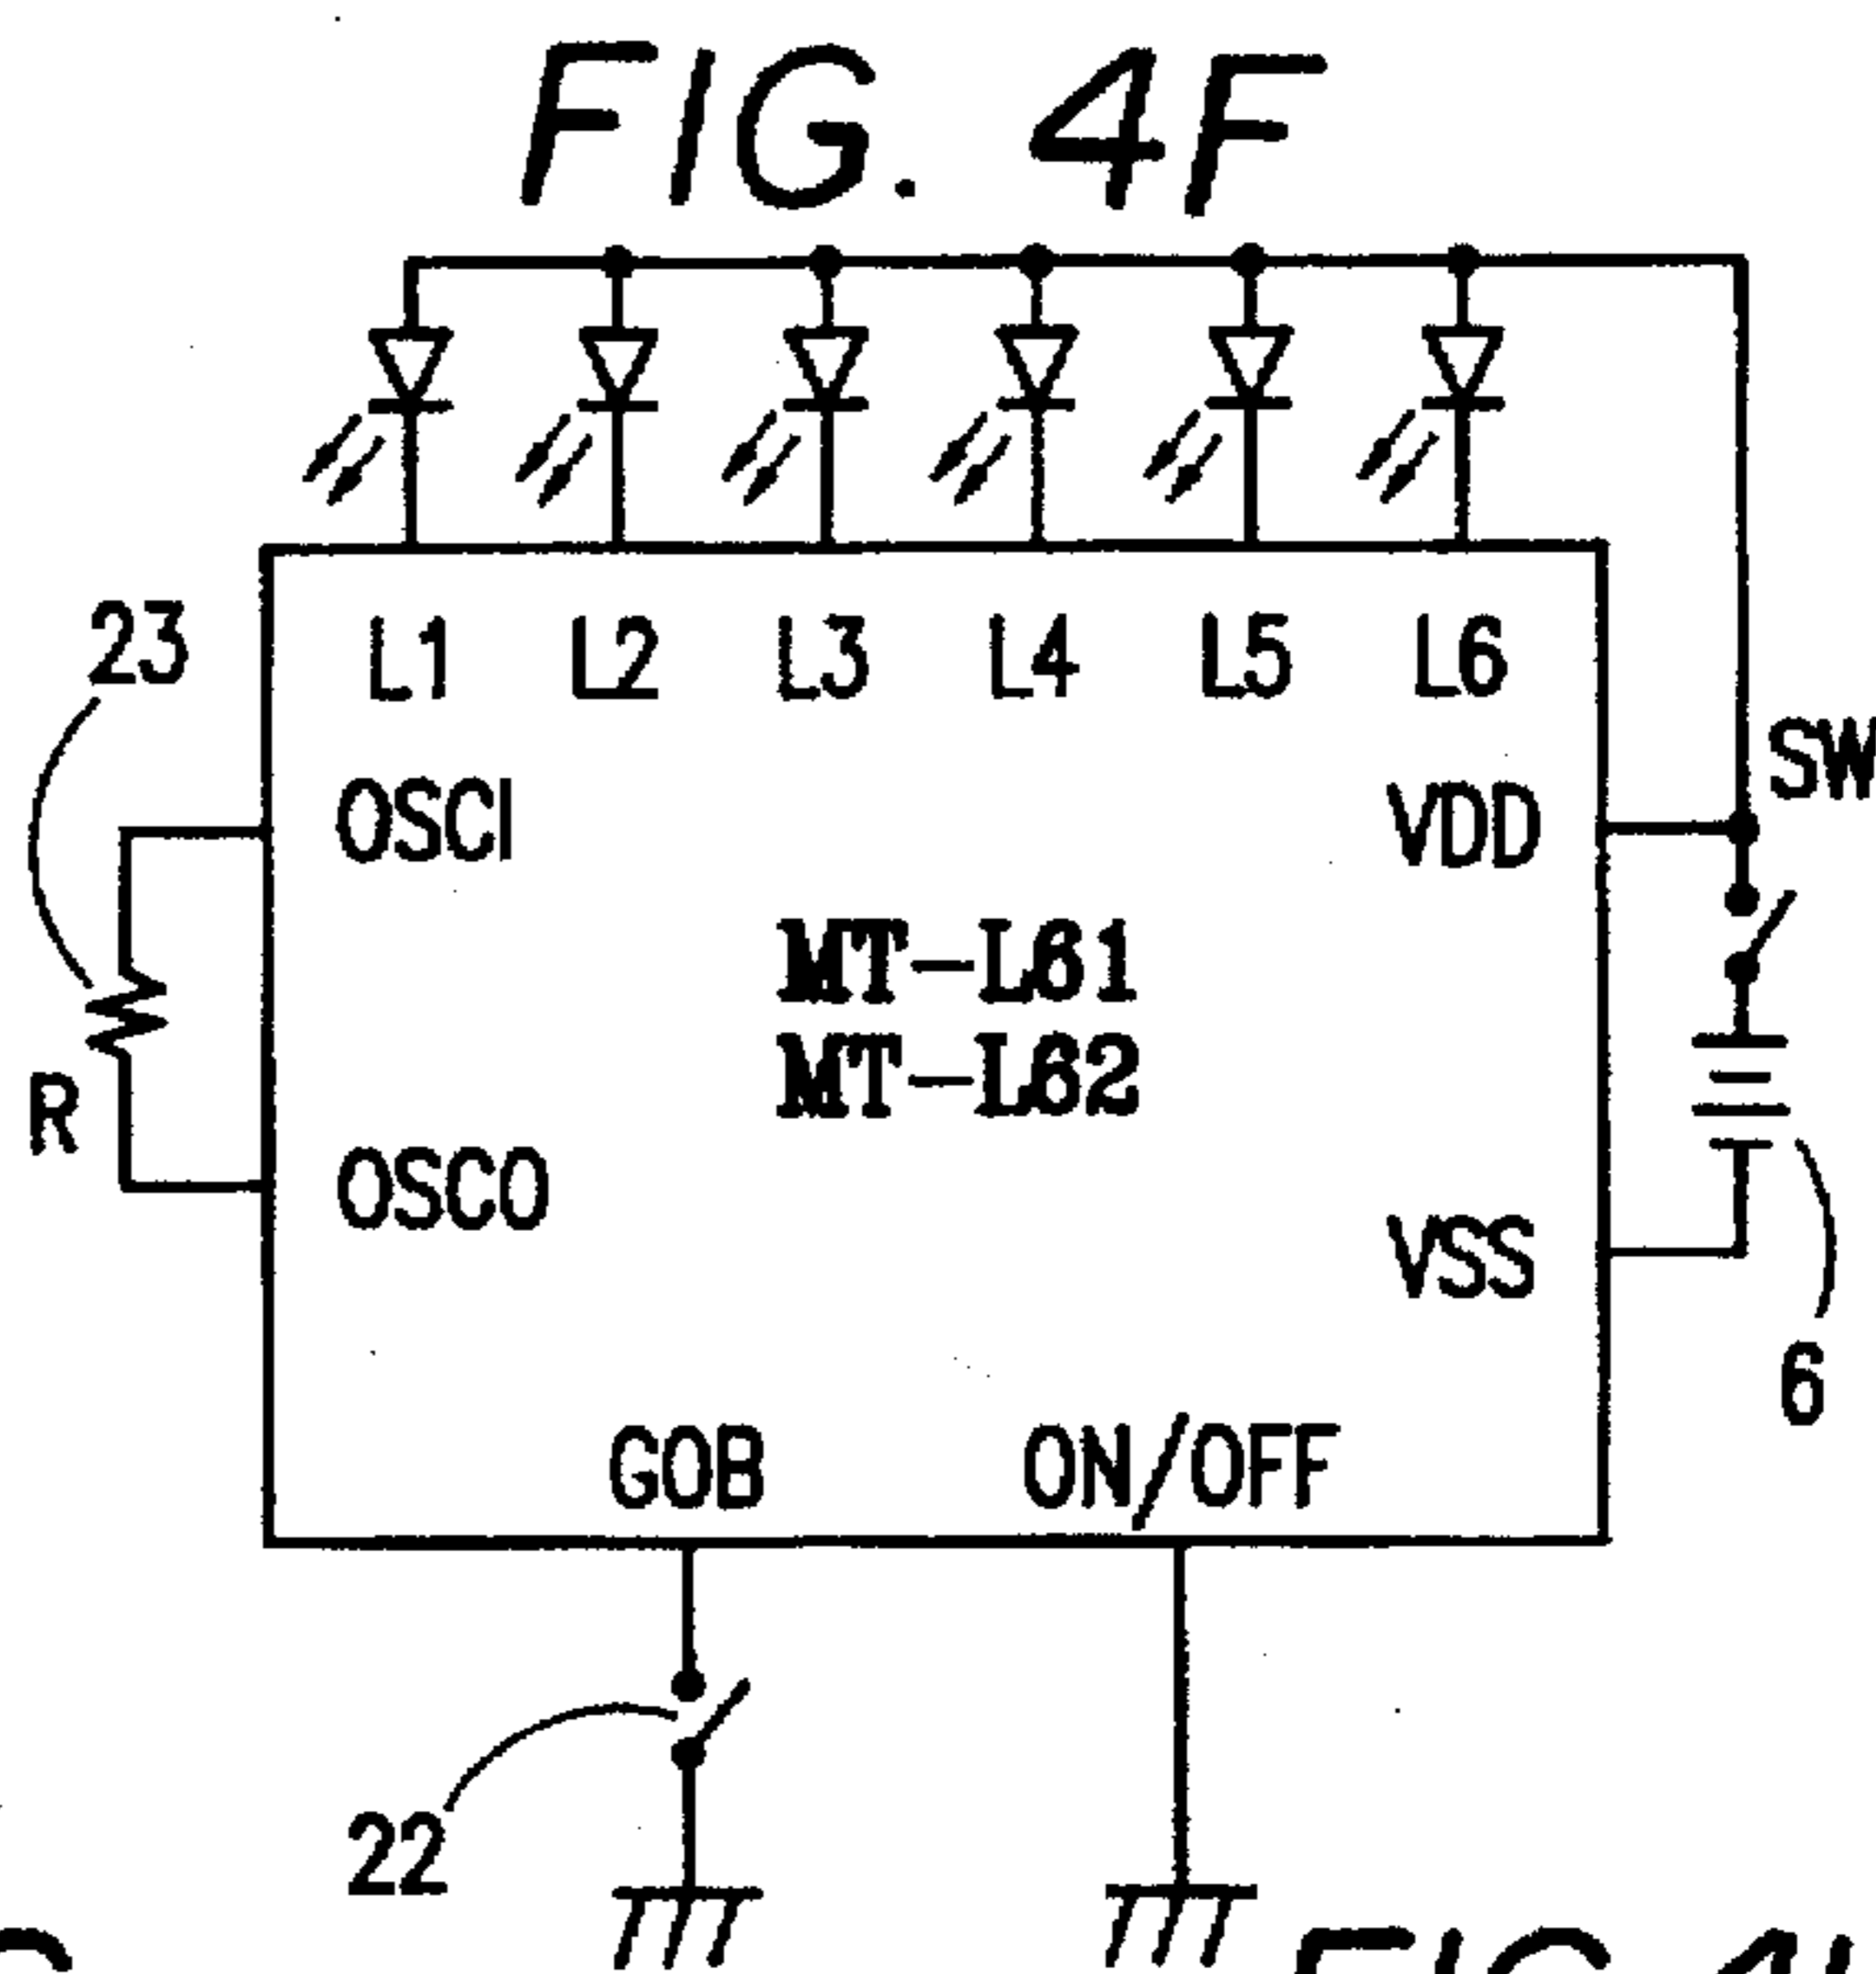 FIG. 4F
23
L1 L2 L3 L4 L5 L6
SW
OSCI VDD
MT-L61
MT-L62
R
OSCO
VSS
6
GOB ON/OFF
22